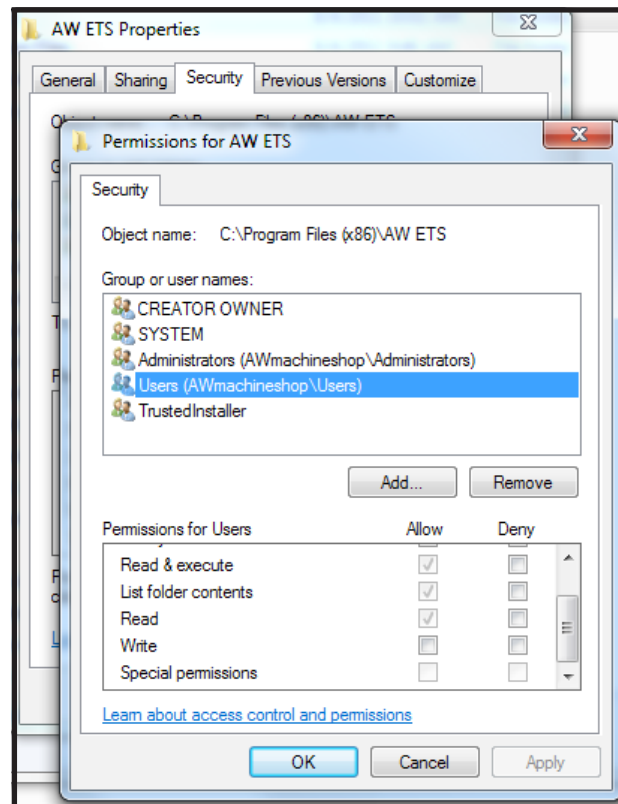 AW ETS Properties
General Sharing Security Previous Versions Customize
Permissions for AW ETS
Security
Object name: C:\Program Files (x86)\AW ETS
Group or user names:
CREATOR OWNER
SYSTEM
Administrators (AWmachineshop\Administrators)
Users (AWmachineshop\Users)
TrustedInstaller
Add... Remove
Permissions for Users Allow Deny
Read & execute
List folder contents
Read
Write
Special permissions
Learn about access control and permissions
OK Cancel Apply